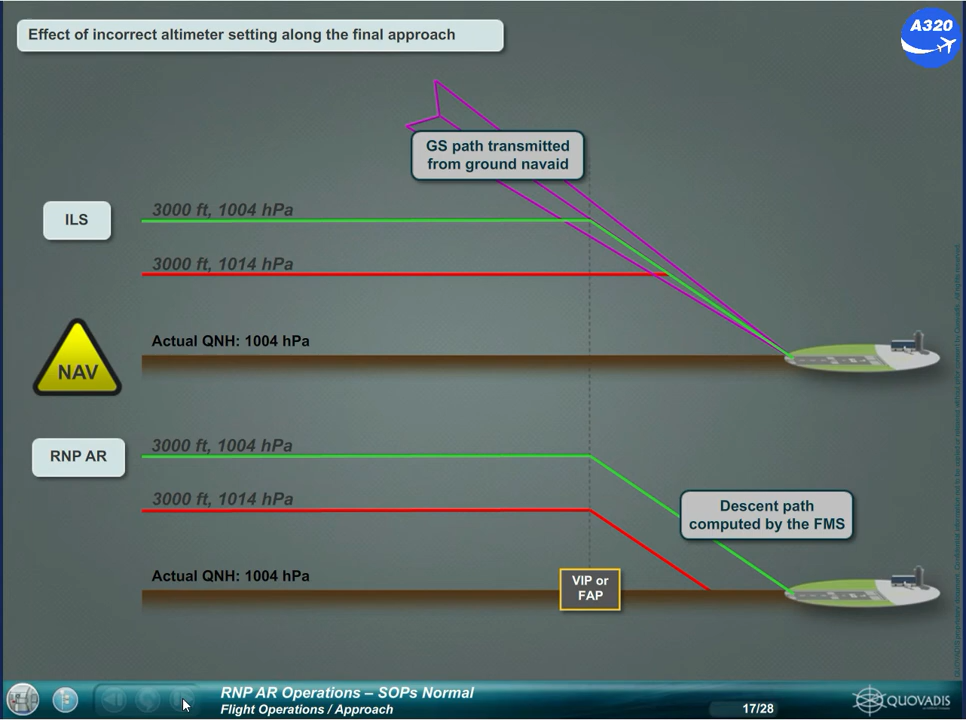 Effect of incorrect altimeter setting along the final approach
A320
GS path transmitted
from ground navaid
ILS
3000 ft, 1004 hPa
3000 ft, 1014 hPa
Actual QNH: 1004 hPa
NAV
RNP AR
3000 ft, 1004 hPa
3000 ft, 1014 hPa
Descent path
computed by the FMS
Actual QNH: 1004 hPa
VIP or
FAP
RNP AR Operations – SOPs Normal
Flight Operations / Approach
17/28
QUOVADIS